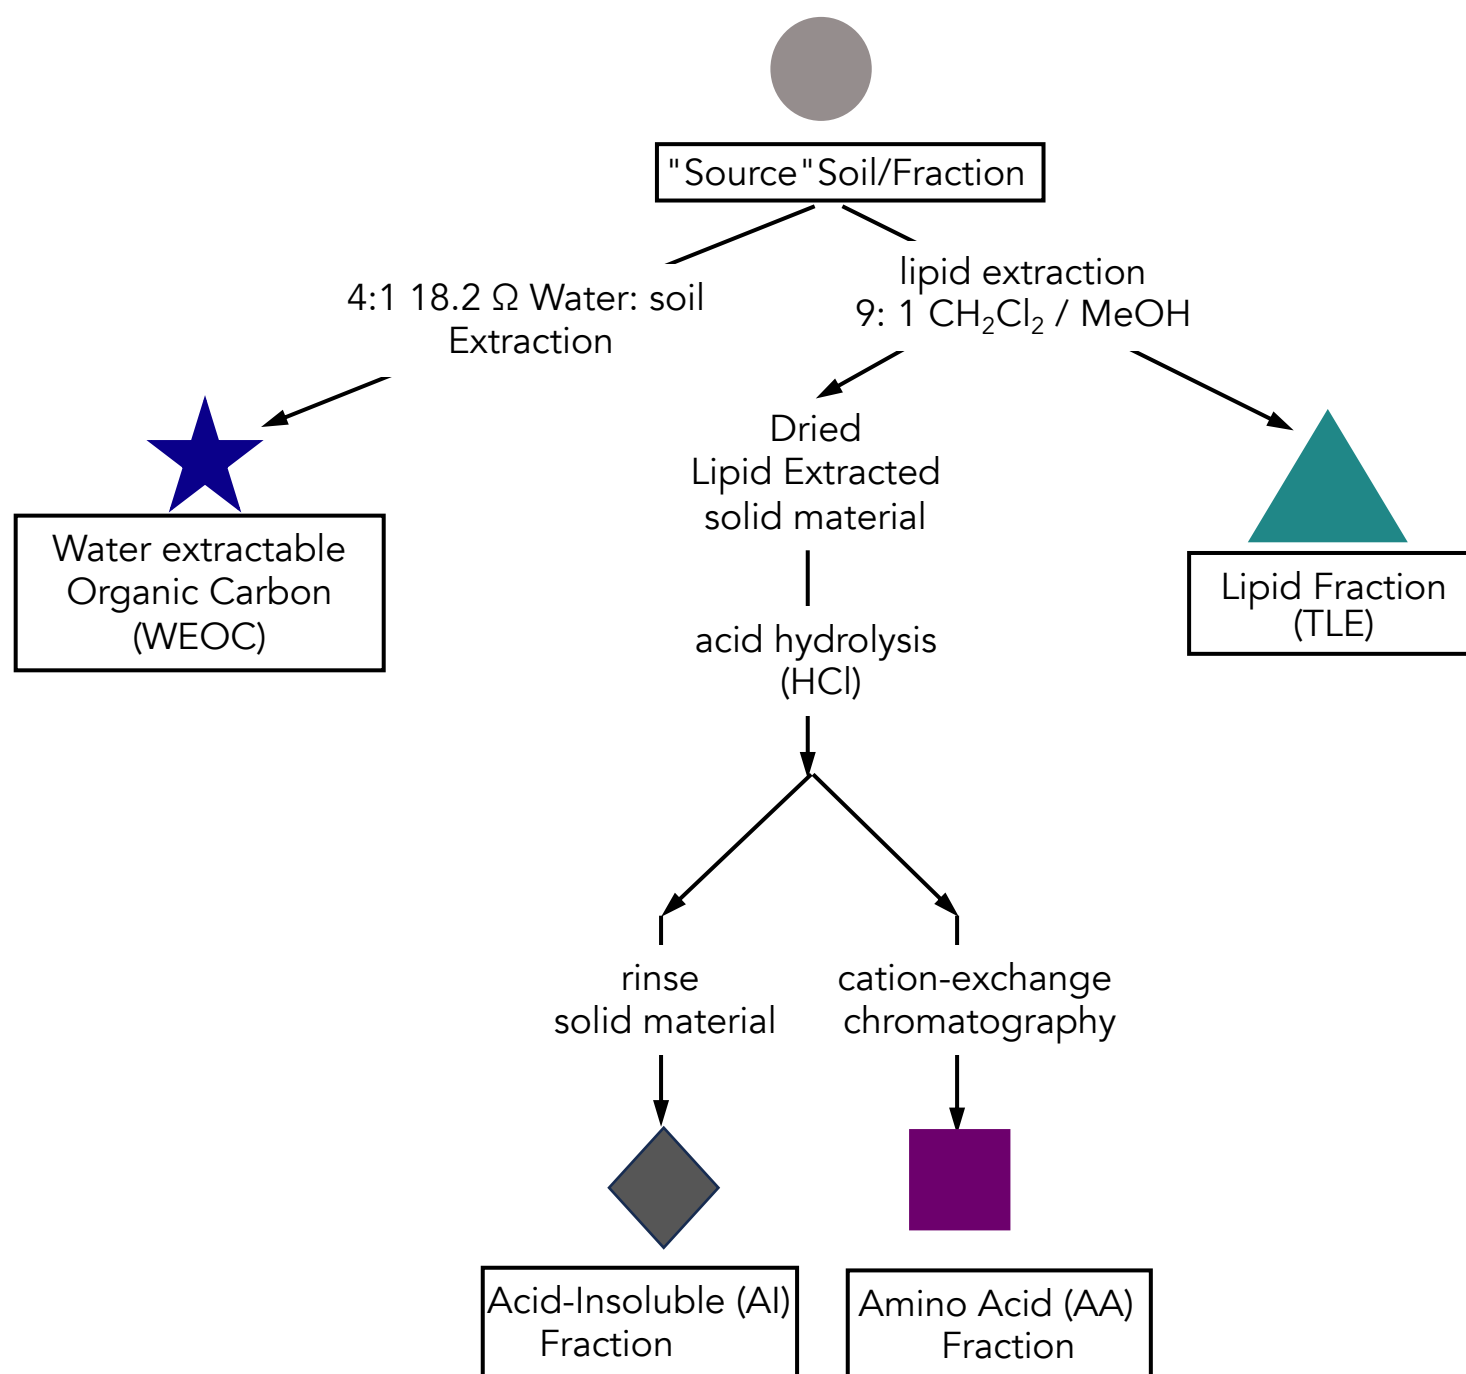 "Source"Soil/Fraction
4:1 18.2 Ω Water: soil
Extraction
lipid extraction
9: 1 CH₂Cl₂ / MeOH
Water extractable
Organic Carbon
(WEOC)
Dried
Lipid Extracted
solid material
Lipid Fraction
(TLE)
acid hydrolysis
(HCl)
rinse
solid material
cation-exchange
chromatography
Acid-Insoluble (AI)
Fraction
Amino Acid (AA)
Fraction